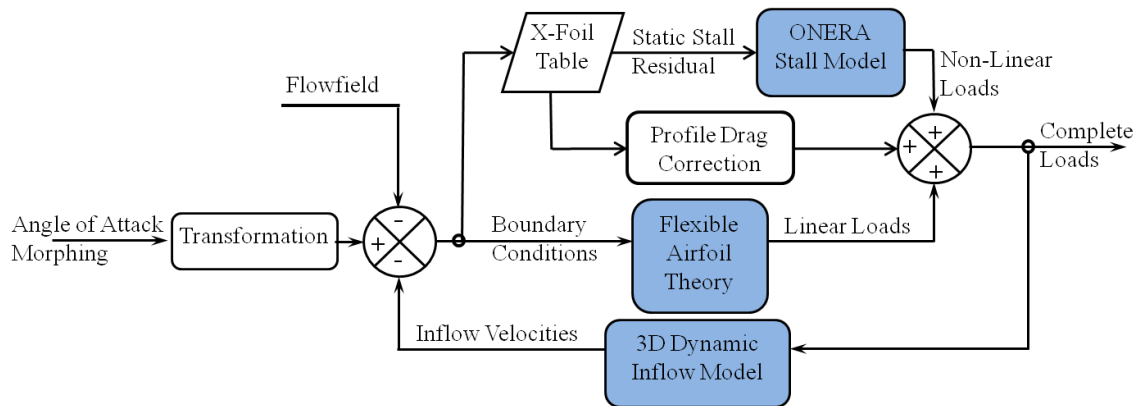 X-Foil
Table
Static Stall
Residual
ONERA
Stall Model
Non-Linear
Loads
Flowfield
Profile Drag
Correction
+
+
+
Complete
Loads
Angle of Attack
Morphing
Transformation
-
+
-
Boundary
Conditions
Flexible
Airfoil
Theory
Linear Loads
Inflow Velocities
3D Dynamic
Inflow Model